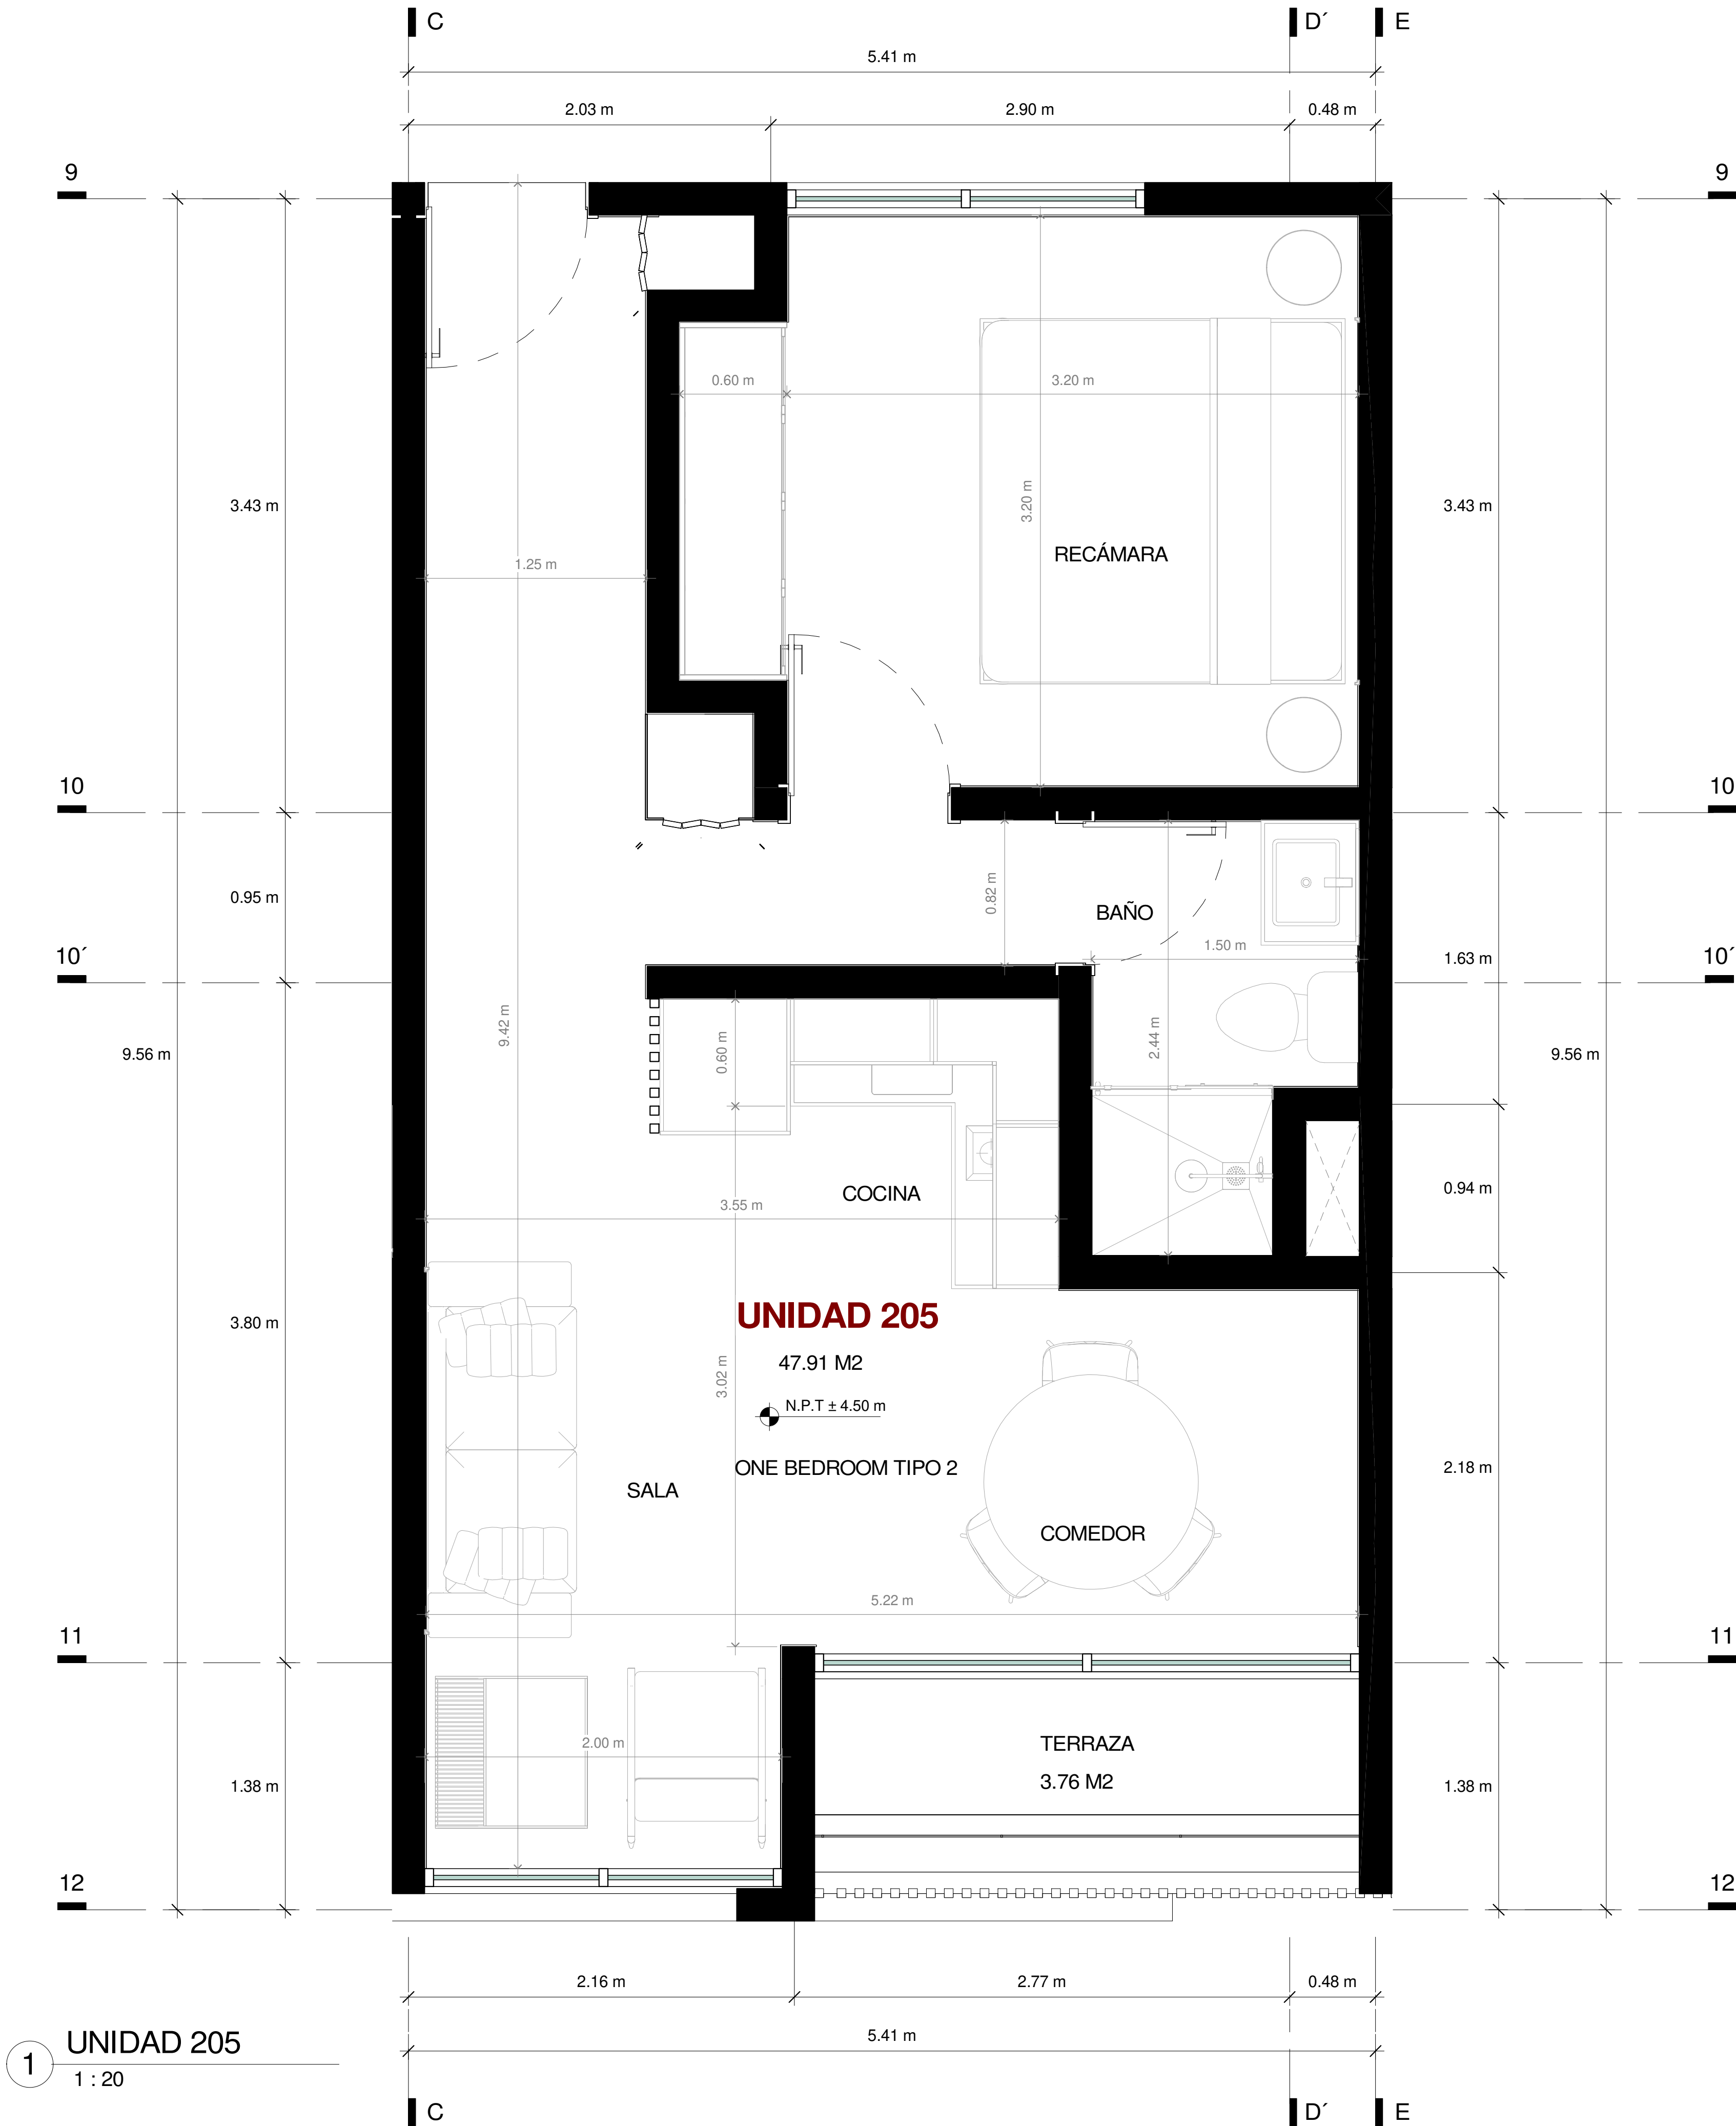 C
D´
E
5.41 m
2.03 m
2.90 m
0.48 m
9
9
0.60 m
3.20 m
3.43 m
3.20 m
3.43 m
RECÁMARA
1.25 m
10
10
0.95 m
0.82 m
BAÑO
1.50 m
10´
1.63 m
10´
9.42 m
0.60 m
2.44 m
9.56 m
9.56 m
COCINA
0.94 m
3.55 m
UNIDAD 205
3.80 m
47.91 M2
3.02 m
N.P.T ± 4.50 m
ONE BEDROOM TIPO 2
2.18 m
SALA
COMEDOR
5.22 m
11
11
2.00 m
TERRAZA
3.76 M2
1.38 m
1.38 m
12
12
2.16 m
2.77 m
0.48 m
5.41 m
1
UNIDAD 205
1 : 20
C
D´
E